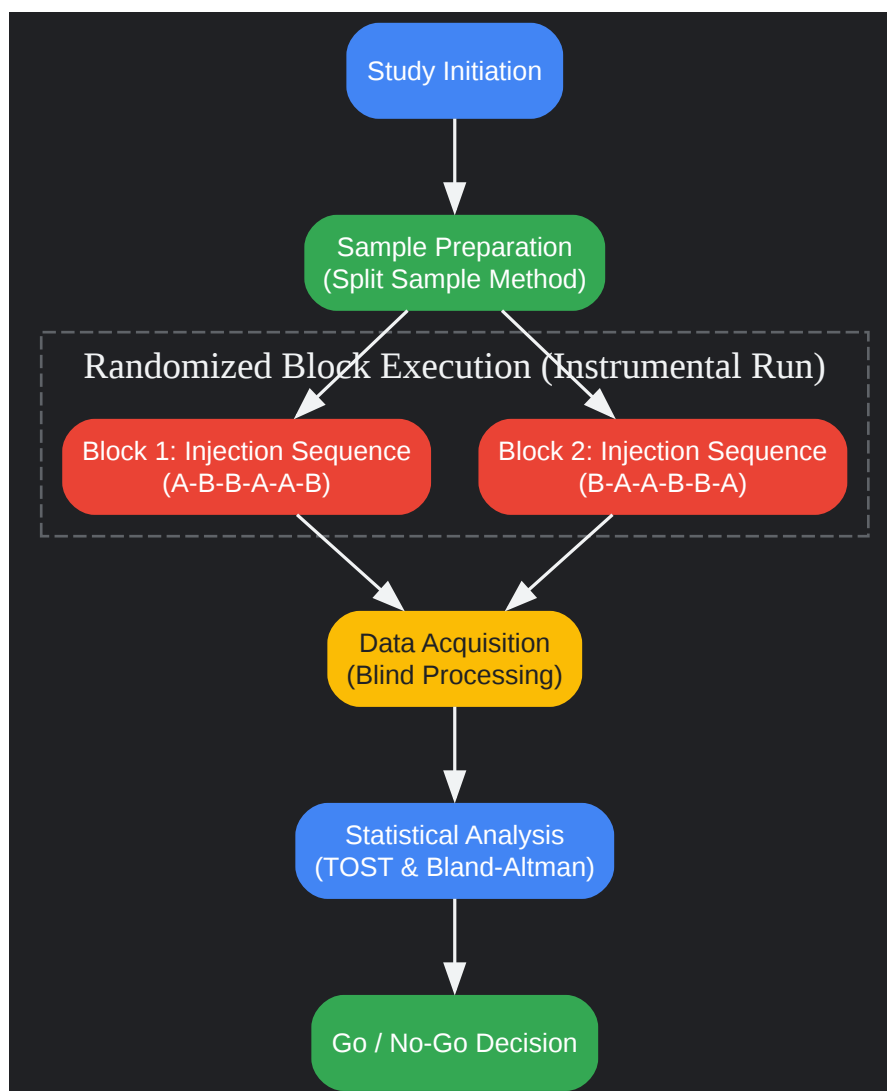 Study Initiation
Sample Preparation
(Split Sample Method)
Randomized Block Execution (Instrumental Run)
Block 1: Injection Sequence
(A-B-B-A-A-B)
Block 2: Injection Sequence
(B-A-A-B-B-A)
Data Acquisition
(Blind Processing)
Statistical Analysis
(TOST & Bland-Altman)
Go / No-Go Decision